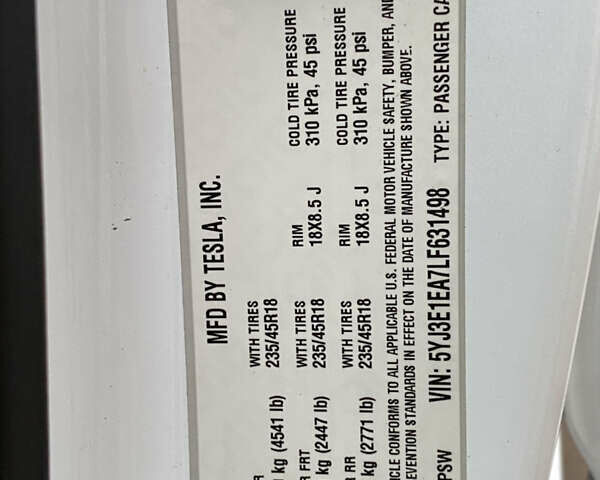 MFD BY TESLA, INC.
WITH TIRES
235/45R18
kg (4541 lb)
FRT WITH TIRES RIM COLD TIRE PRESSURE
kg (2447 lb) 235/45R18 18X8.5 J 310 kPa, 45 psi
RR WITH TIRES RIM COLD TIRE PRESSURE
kg (2771 lb) 235/45R18 18X8.5 J 310 kPa, 45 psi
ICLE CONFORMS TO ALL APPLICABLE U.S. FEDERAL MOTOR VEHICLE SAFETY, BUMPER, AND
EVENTION STANDARDS IN EFFECT ON THE DATE OF MANUFACTURE SHOWN ABOVE.
PSW VIN: 5YJ3E1EA7LF631498 TYPE: PASSENGER CA